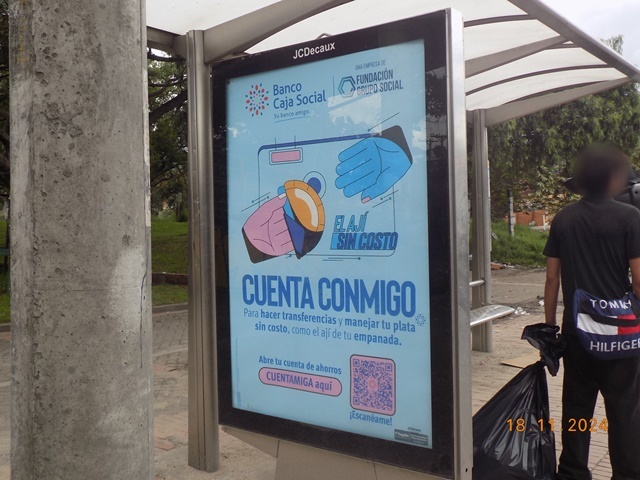 JCDecaux
Banco
Caja Social
Tu banco amigo.
UNA EMPRESA DE
FUNDACIÓN
GRUPO SOCIAL
EL AJÍ
SIN COSTO
CUENTA CONMIGO
Para hacer transferencias y manejar tu plata
sin costo, como el ají de tu empanada.
Abre tu cuenta de ahorros
CUENTAMIGA aquí
¡Escanéame!
TOMMY
HILFIGER
18.11.2024